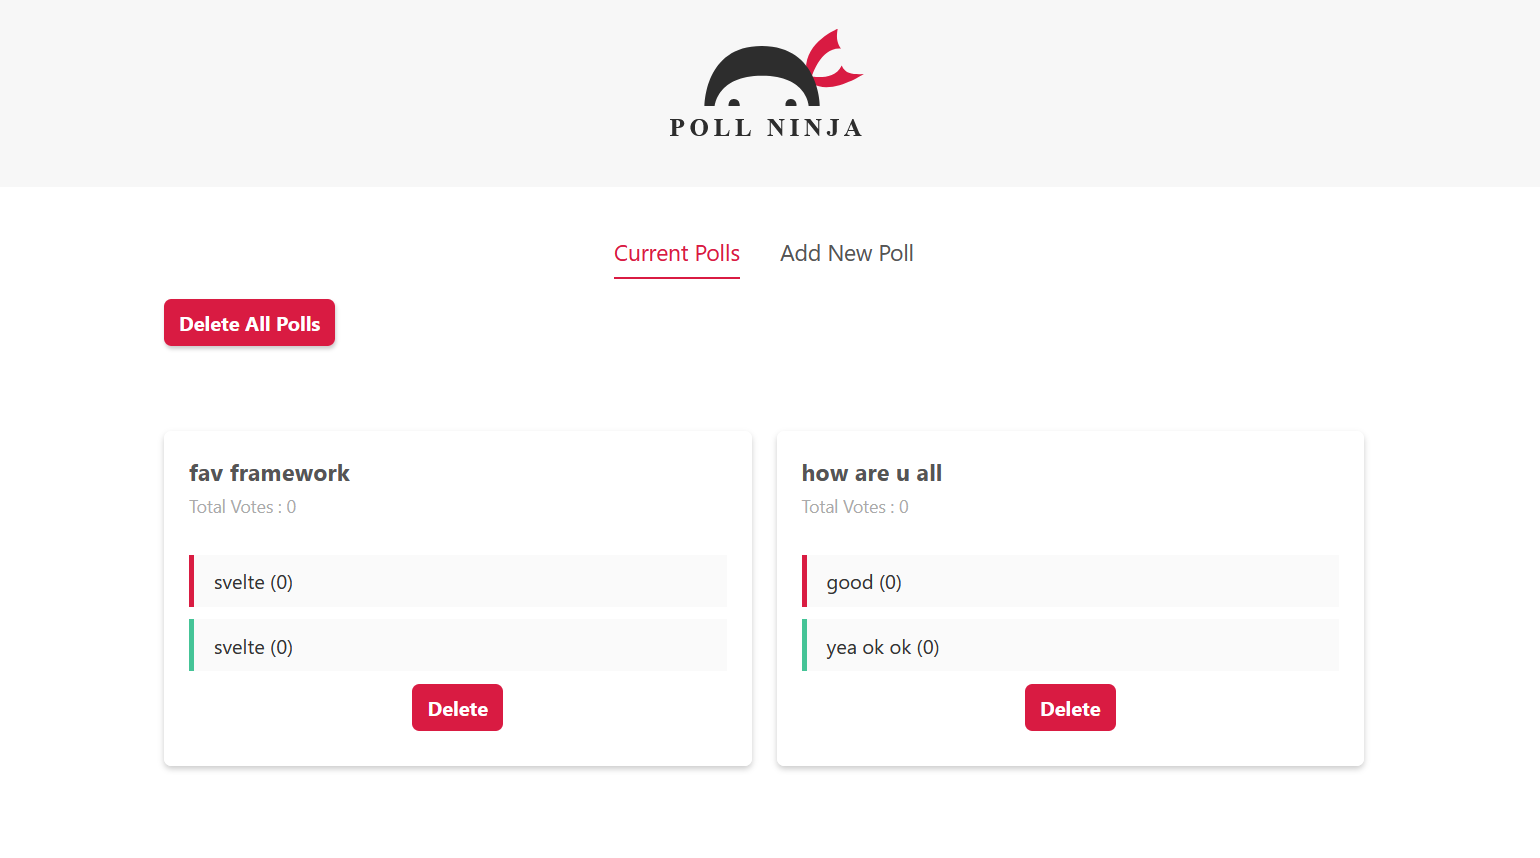 POLL NINJA
Current Polls
Add New Poll
Delete All Polls
fav framework
Total Votes : 0
svelte (0)
svelte (0)
Delete
how are u all
Total Votes : 0
good (0)
yea ok ok (0)
Delete